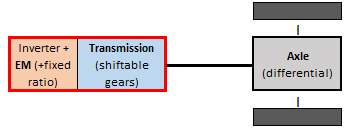 Inverter +
EM (+fixed
ratio)
Transmission
(shiftable
gears)
Axle
(differential)